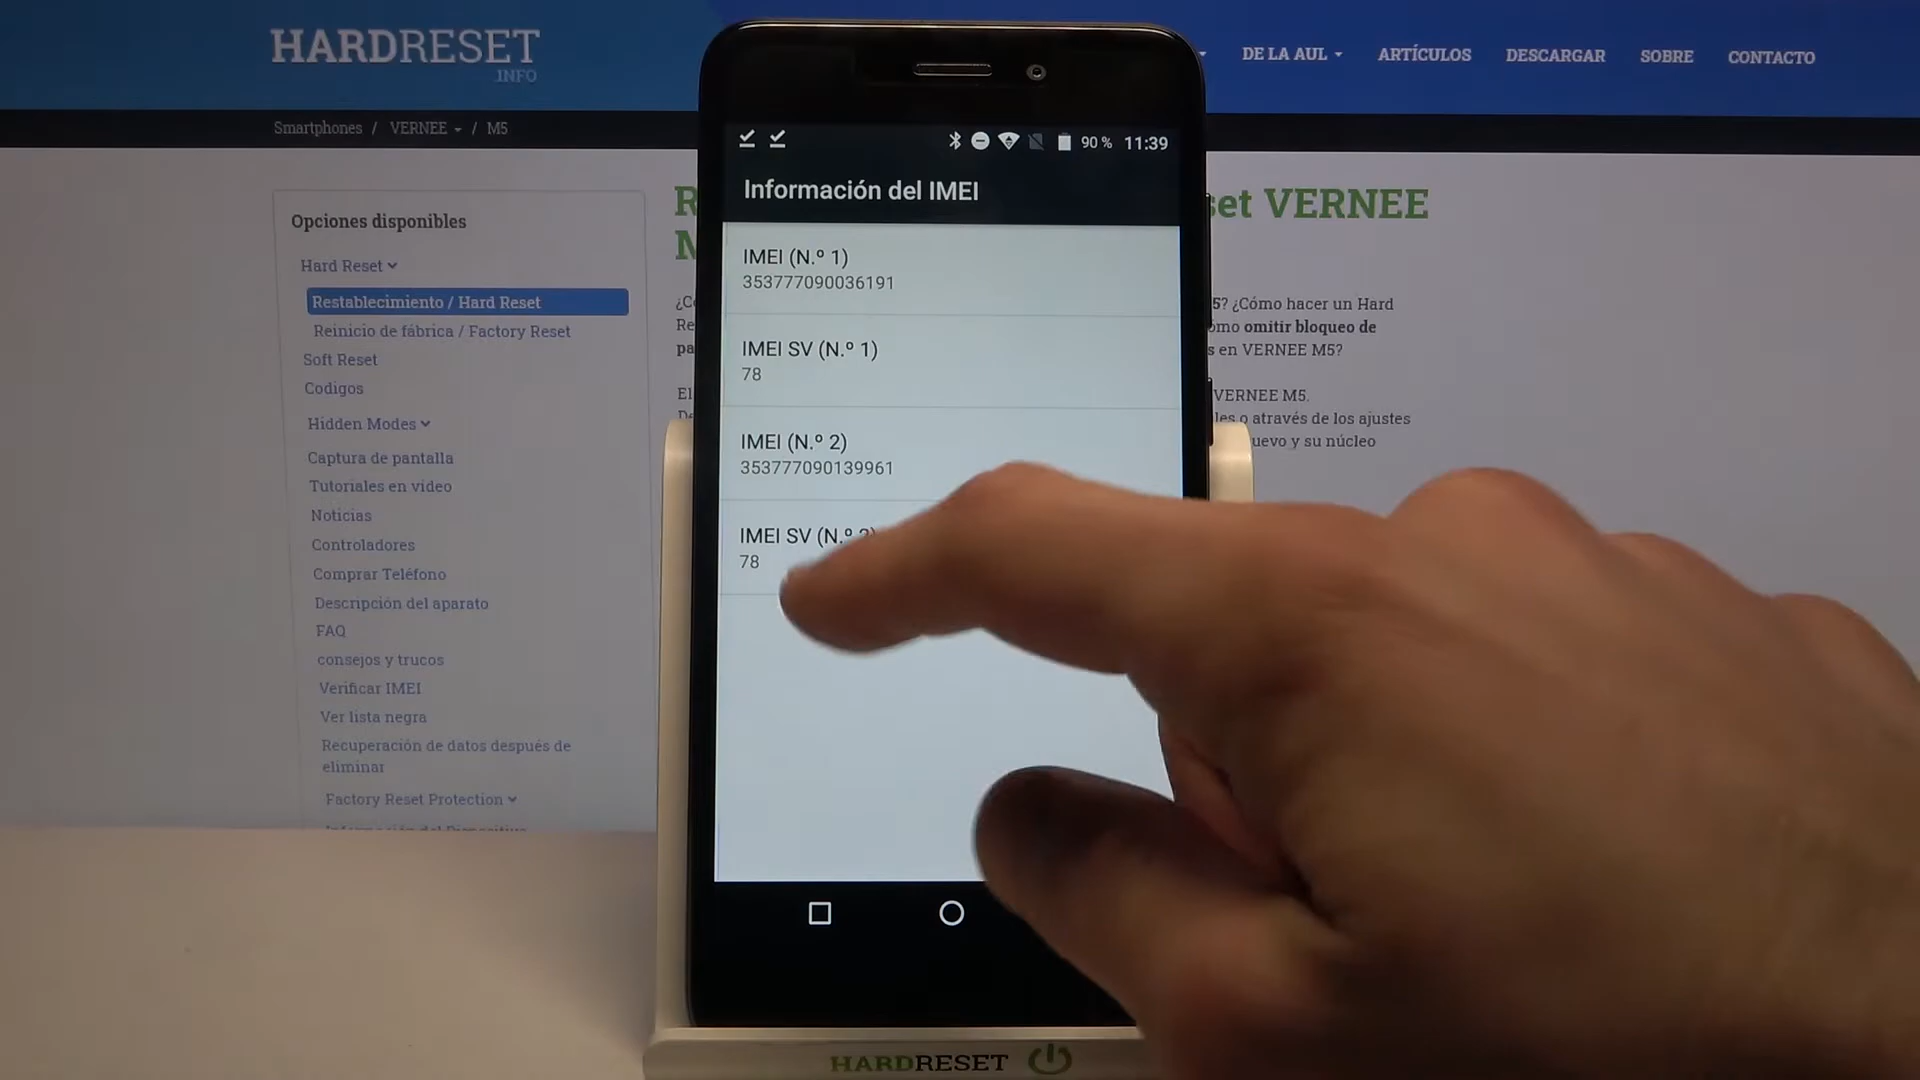 HARDRESET
.INFO
DE LA AUL
ARTÍCULOS
DESCARGAR
SOBRE
CONTACTO
Smartphones / VERNEE / M5
Opciones disponibles
Hard Reset
Restablecimiento / Hard Reset
Reinicio de fábrica / Factory Reset
Soft Reset
Codigos
Hidden Modes
Captura de pantalla
Tutoriales en video
Noticias
Controladores
Comprar Teléfono
Descripción del aparato
FAQ
consejos y trucos
Verificar IMEI
Ver lista negra
Recuperación de datos después de
eliminar
Factory Reset Protection
90 % 11:39
Información del IMEI
IMEI (N.º 1)
353777090036191
IMEI SV (N.º 1)
78
IMEI (N.º 2)
353777090139961
IMEI SV (N.º 2)
78
set VERNEE
5? ¿Cómo hacer un Hard
omitir bloqueo de
s en VERNEE M5?
El
VERNEE M5.
les o através de los ajustes
uevo y su núcleo
HARDRESET